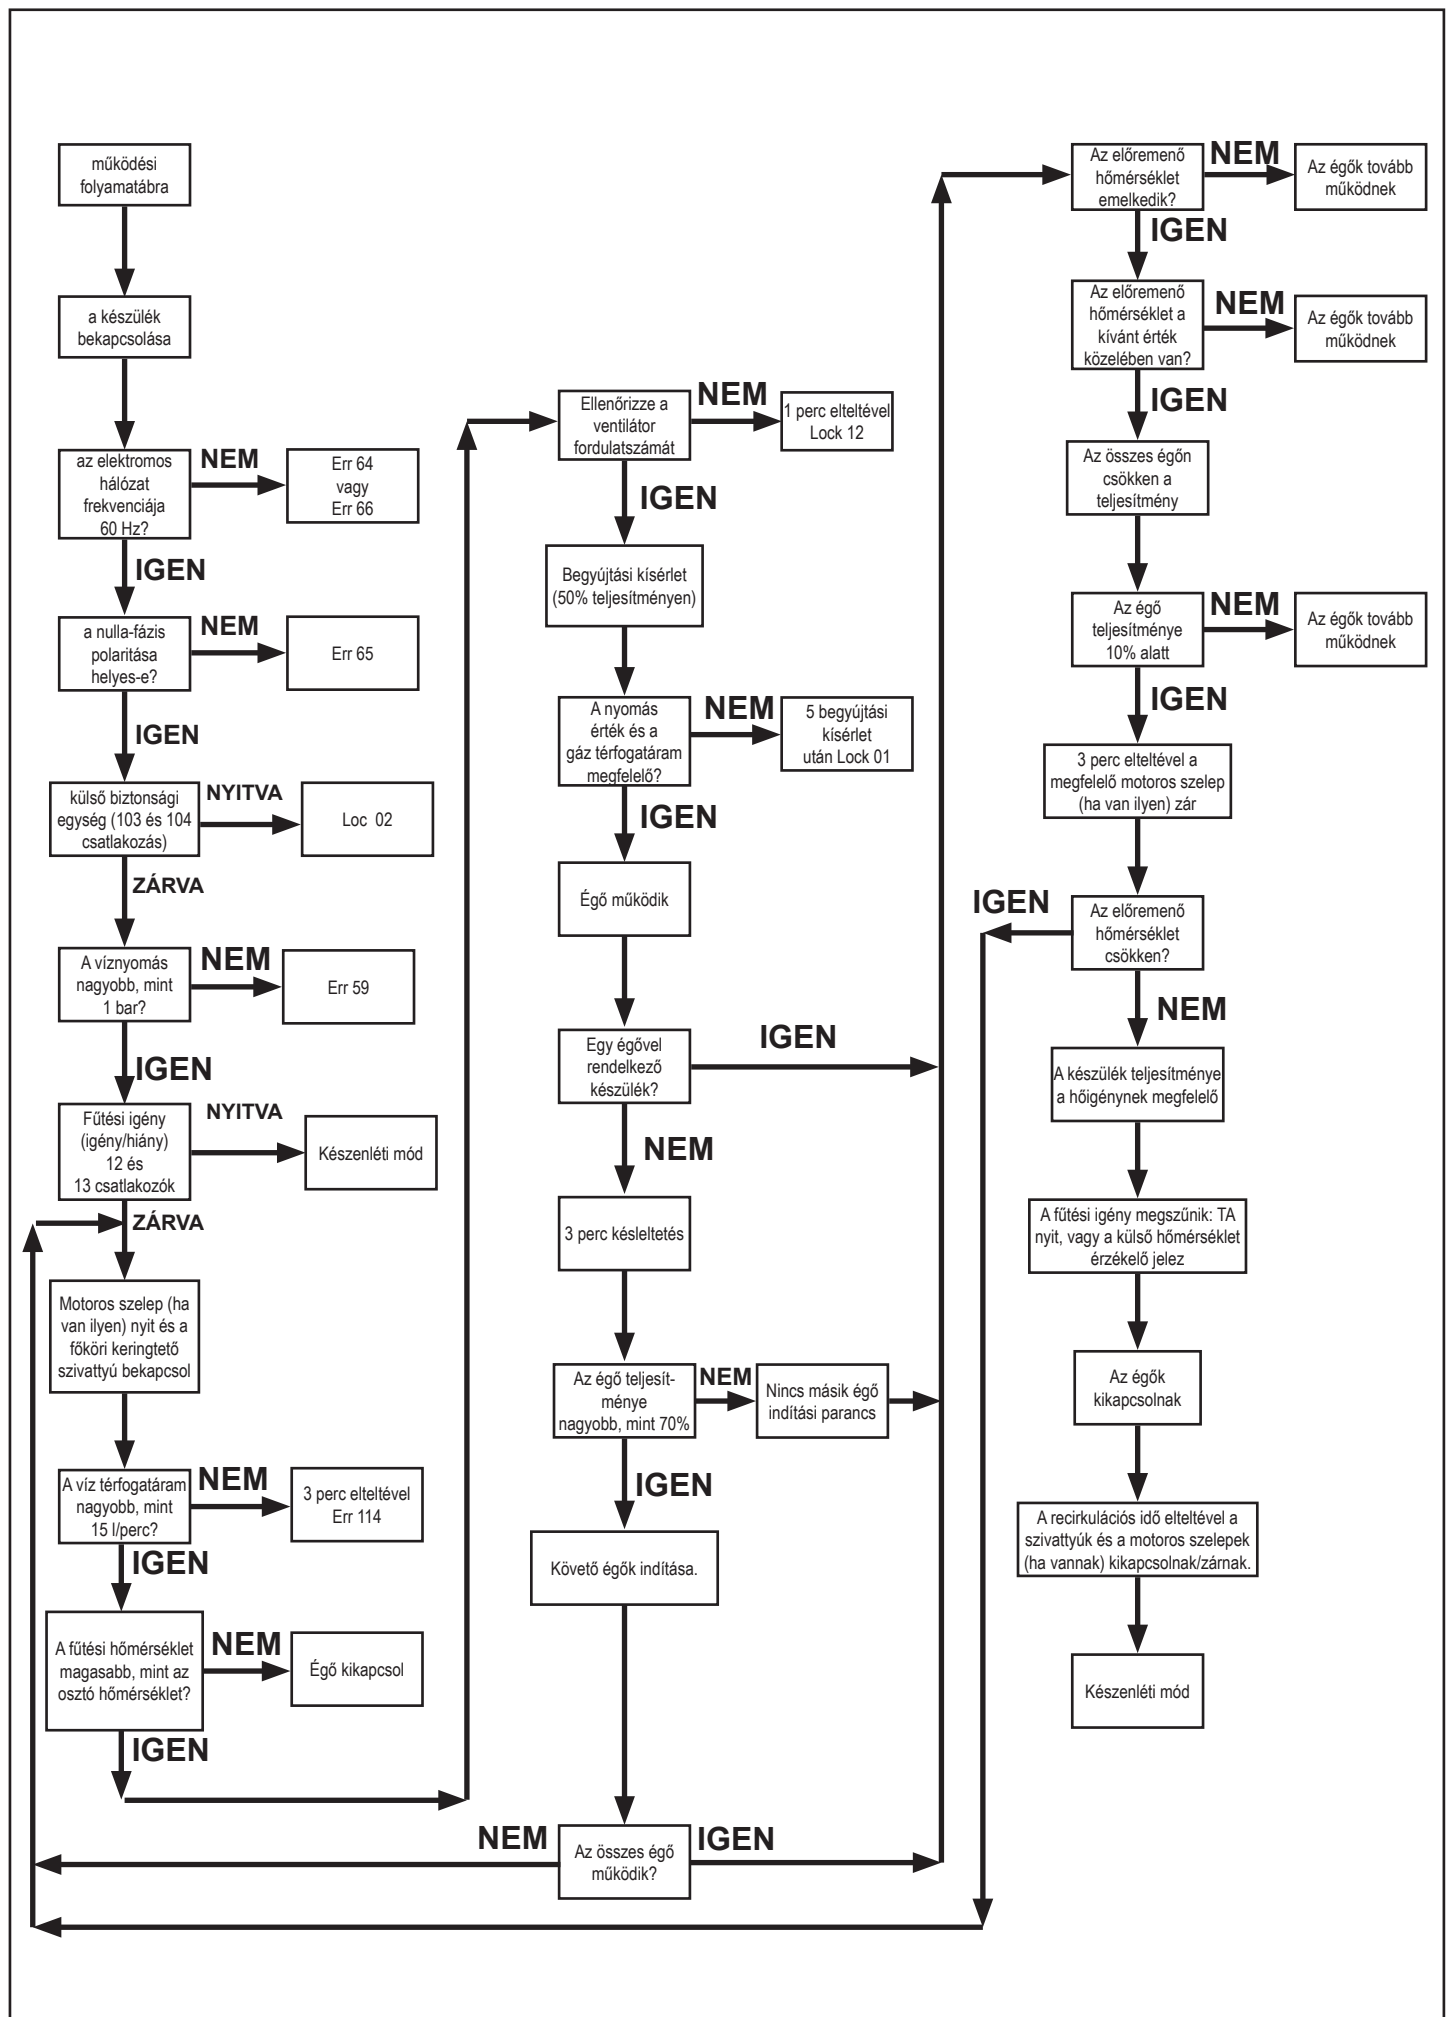 működési
folyamatábra
a készülék
bekapcsolása
az elektromos
hálózat
frekvenciája
60 Hz?
NEM
Err 64
vagy
Err 66
IGEN
a nulla-fázis
polaritása
helyes-e?
NEM
Err 65
IGEN
külső biztonsági
egység (103 és 104
csatlakozás)
NYITVA
Loc 02
ZÁRVA
A víznyomás
nagyobb, mint
1 bar?
NEM
Err 59
IGEN
Fűtési igény
(igény/hiány)
12 és
13 csatlakozók
NYITVA
Készenléti mód
ZÁRVA
Motoros szelep (ha
van ilyen) nyit és a
főköri keringtető
szivattyú bekapcsol
A víz térfogatáram
nagyobb, mint
15 l/perc?
NEM
3 perc elteltével
Err 114
IGEN
A fűtési hőmérséklet
magasabb, mint az
osztó hőmérséklet?
NEM
Égő kikapcsol
IGEN
Ellenőrizze a
ventilátor
fordulatszámát
NEM
1 perc elteltével
Lock 12
IGEN
Begyújtási kísérlet
(50% teljesítményen)
A nyomás
érték és a
gáz térfogatáram
megfelelő?
NEM
5 begyújtási
kísérlet
után Lock 01
IGEN
Égő működik
Egy égővel
rendelkező
készülék?
IGEN
NEM
3 perc késleltetés
Az égő teljesít-
ménye
nagyobb, mint 70%
NEM
Nincs másik égő
indítási parancs
IGEN
Követő égők indítása.
Az összes égő
működik?
NEM
IGEN
Az előremenő
hőmérséklet
emelkedik?
NEM
Az égők tovább
működnek
IGEN
Az előremenő
hőmérséklet a
kívánt érték
közelében van?
NEM
Az égők tovább
működnek
IGEN
Az összes égőn
csökken a
teljesítmény
Az égő
teljesítménye
10% alatt
NEM
Az égők tovább
működnek
IGEN
3 perc elteltével a
megfelelő motoros szelep
(ha van ilyen) zár
Az előremenő
hőmérséklet
csökken?
IGEN
NEM
A készülék teljesítménye
a hőigénynek megfelelő
A fűtési igény megszűnik: TA
nyit, vagy a külső hőmérséklet
érzékelő jelez
Az égők
kikapcsolnak
A recirkulációs idő elteltével a
szivattyúk és a motoros szelepek
(ha vannak) kikapcsolnak/zárnak.
Készenléti mód